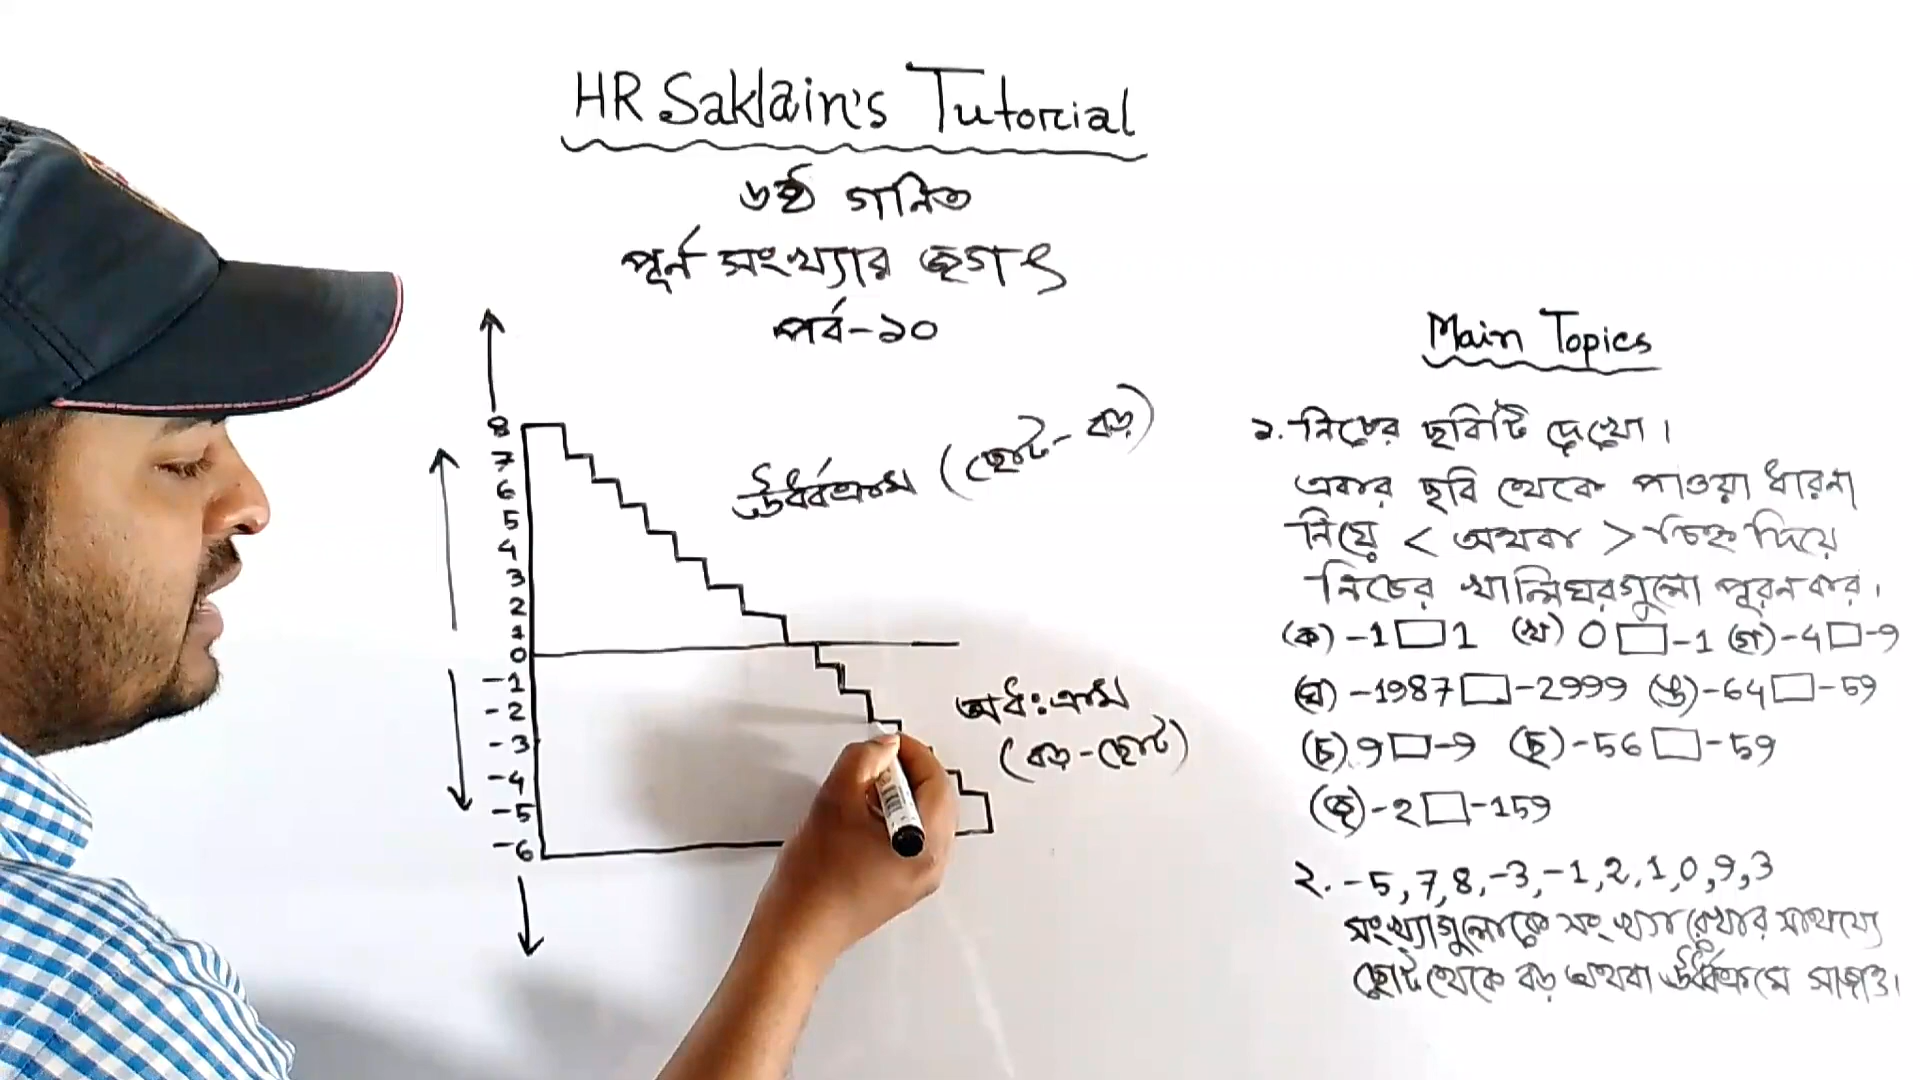 HR Saklain's Tutorial
৬ষ্ঠ গনিত
পূর্ন সংখ্যার জগৎ
পর্ব-১০
8
7
6
5
4
3
2
1
0
-1
-2
-3
-4
-5
-6
ঊর্ধ্বক্রম (ছোট - বড়)
অধ:ক্রম
(বড় - ছোট)
Main Topics
১. নিচের ছবিটি দেখো।
এবার ছবি থেকে পাওয়া ধারনা
নিয়ে < অথবা > চিহ্ন দিয়ে
নিচের খালিঘরগুলো পূরন কর।
(ক) -1 □ 1 (খ) 0 □ -1 (গ) -4 □ -9
(ঘ) -1987 □ -2999 (ঙ) -64 □ -59
(চ) 9 □ -9 (ছ) -56 □ -59
(জ) -2 □ -159
২. -5, 7, 8, -3, -1, 2, 1, 0, 9, 3
সংখ্যাগুলোকে সংখ্যারেখার সাহায্যে
ছোট থেকে বড় অথবা ঊর্ধ্বক্রমে সাজাও।